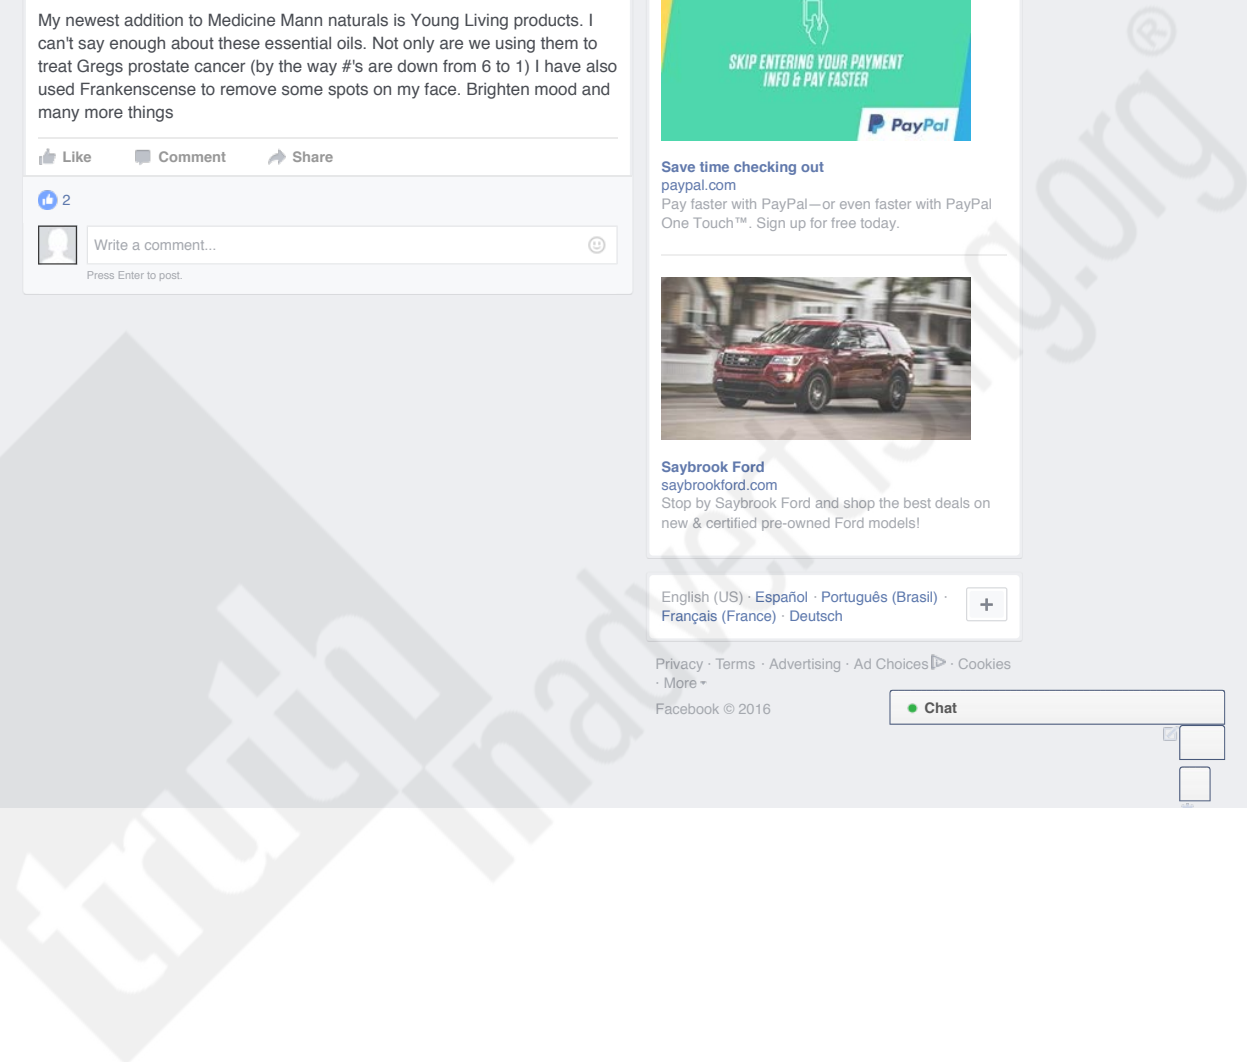 My newest addition to Medicine Mann naturals is Young Living products. I
can't say enough about these essential oils. Not only are we using them to
treat Gregs prostate cancer (by the way #'s are down from 6 to 1) I have also
used Frankenscense to remove some spots on my face. Brighten mood and
many more things
Like Comment Share
2
Write a comment...
Press Enter to post.
SKIP ENTERING YOUR PAYMENT
INFO & PAY FASTER
PayPal
Save time checking out
paypal.com
Pay faster with PayPal—or even faster with PayPal
One Touch™. Sign up for free today.
Saybrook Ford
saybrookford.com
Stop by Saybrook Ford and shop the best deals on
new & certified pre-owned Ford models!
English (US) · Español · Português (Brasil) ·
Français (France) · Deutsch
+
Privacy · Terms · Advertising · Ad Choices · Cookies
· More
Facebook © 2016
Chat
truth
inadvertising.org®